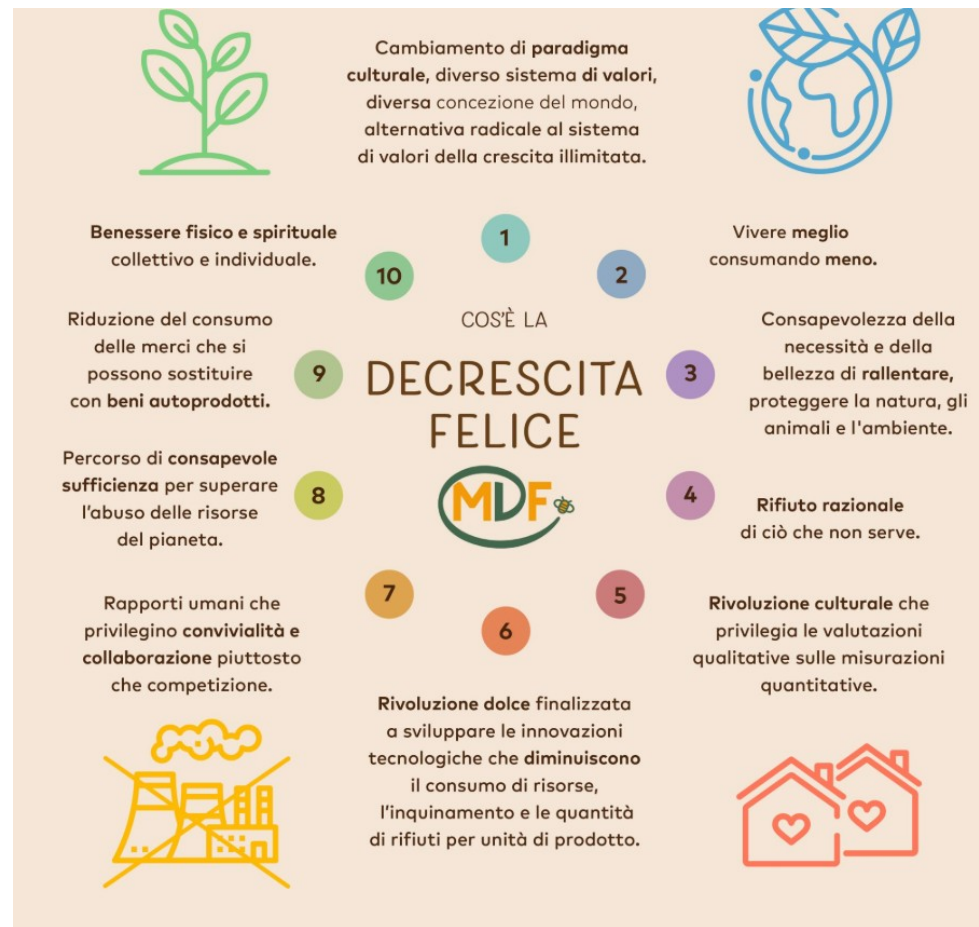 Cambiamento di paradigma
culturale, diverso sistema di valori,
diversa concezione del mondo,
alternativa radicale al sistema
di valori della crescita illimitata.
1
Vivere meglio
consumando meno.
2
Consapevolezza della
necessità e della
bellezza di rallentare,
proteggere la natura, gli
animali e l'ambiente.
3
Rifiuto razionale
di ciò che non serve.
4
Rivoluzione culturale che
privilegia le valutazioni
qualitative sulle misurazioni
quantitative.
5
Rivoluzione dolce finalizzata
a sviluppare le innovazioni
tecnologiche che diminuiscono
il consumo di risorse,
l'inquinamento e le quantità
di rifiuti per unità di prodotto.
6
Rapporti umani che
privilegino convivialità e
collaborazione piuttosto
che competizione.
7
Percorso di consapevole
sufficienza per superare
l'abuso delle risorse
del pianeta.
8
Riduzione del consumo
delle merci che si
possono sostituire
con beni autoprodotti.
9
Benessere fisico e spirituale
collettivo e individuale.
10
COS'È LA
DECRESCITA
FELICE
MDF